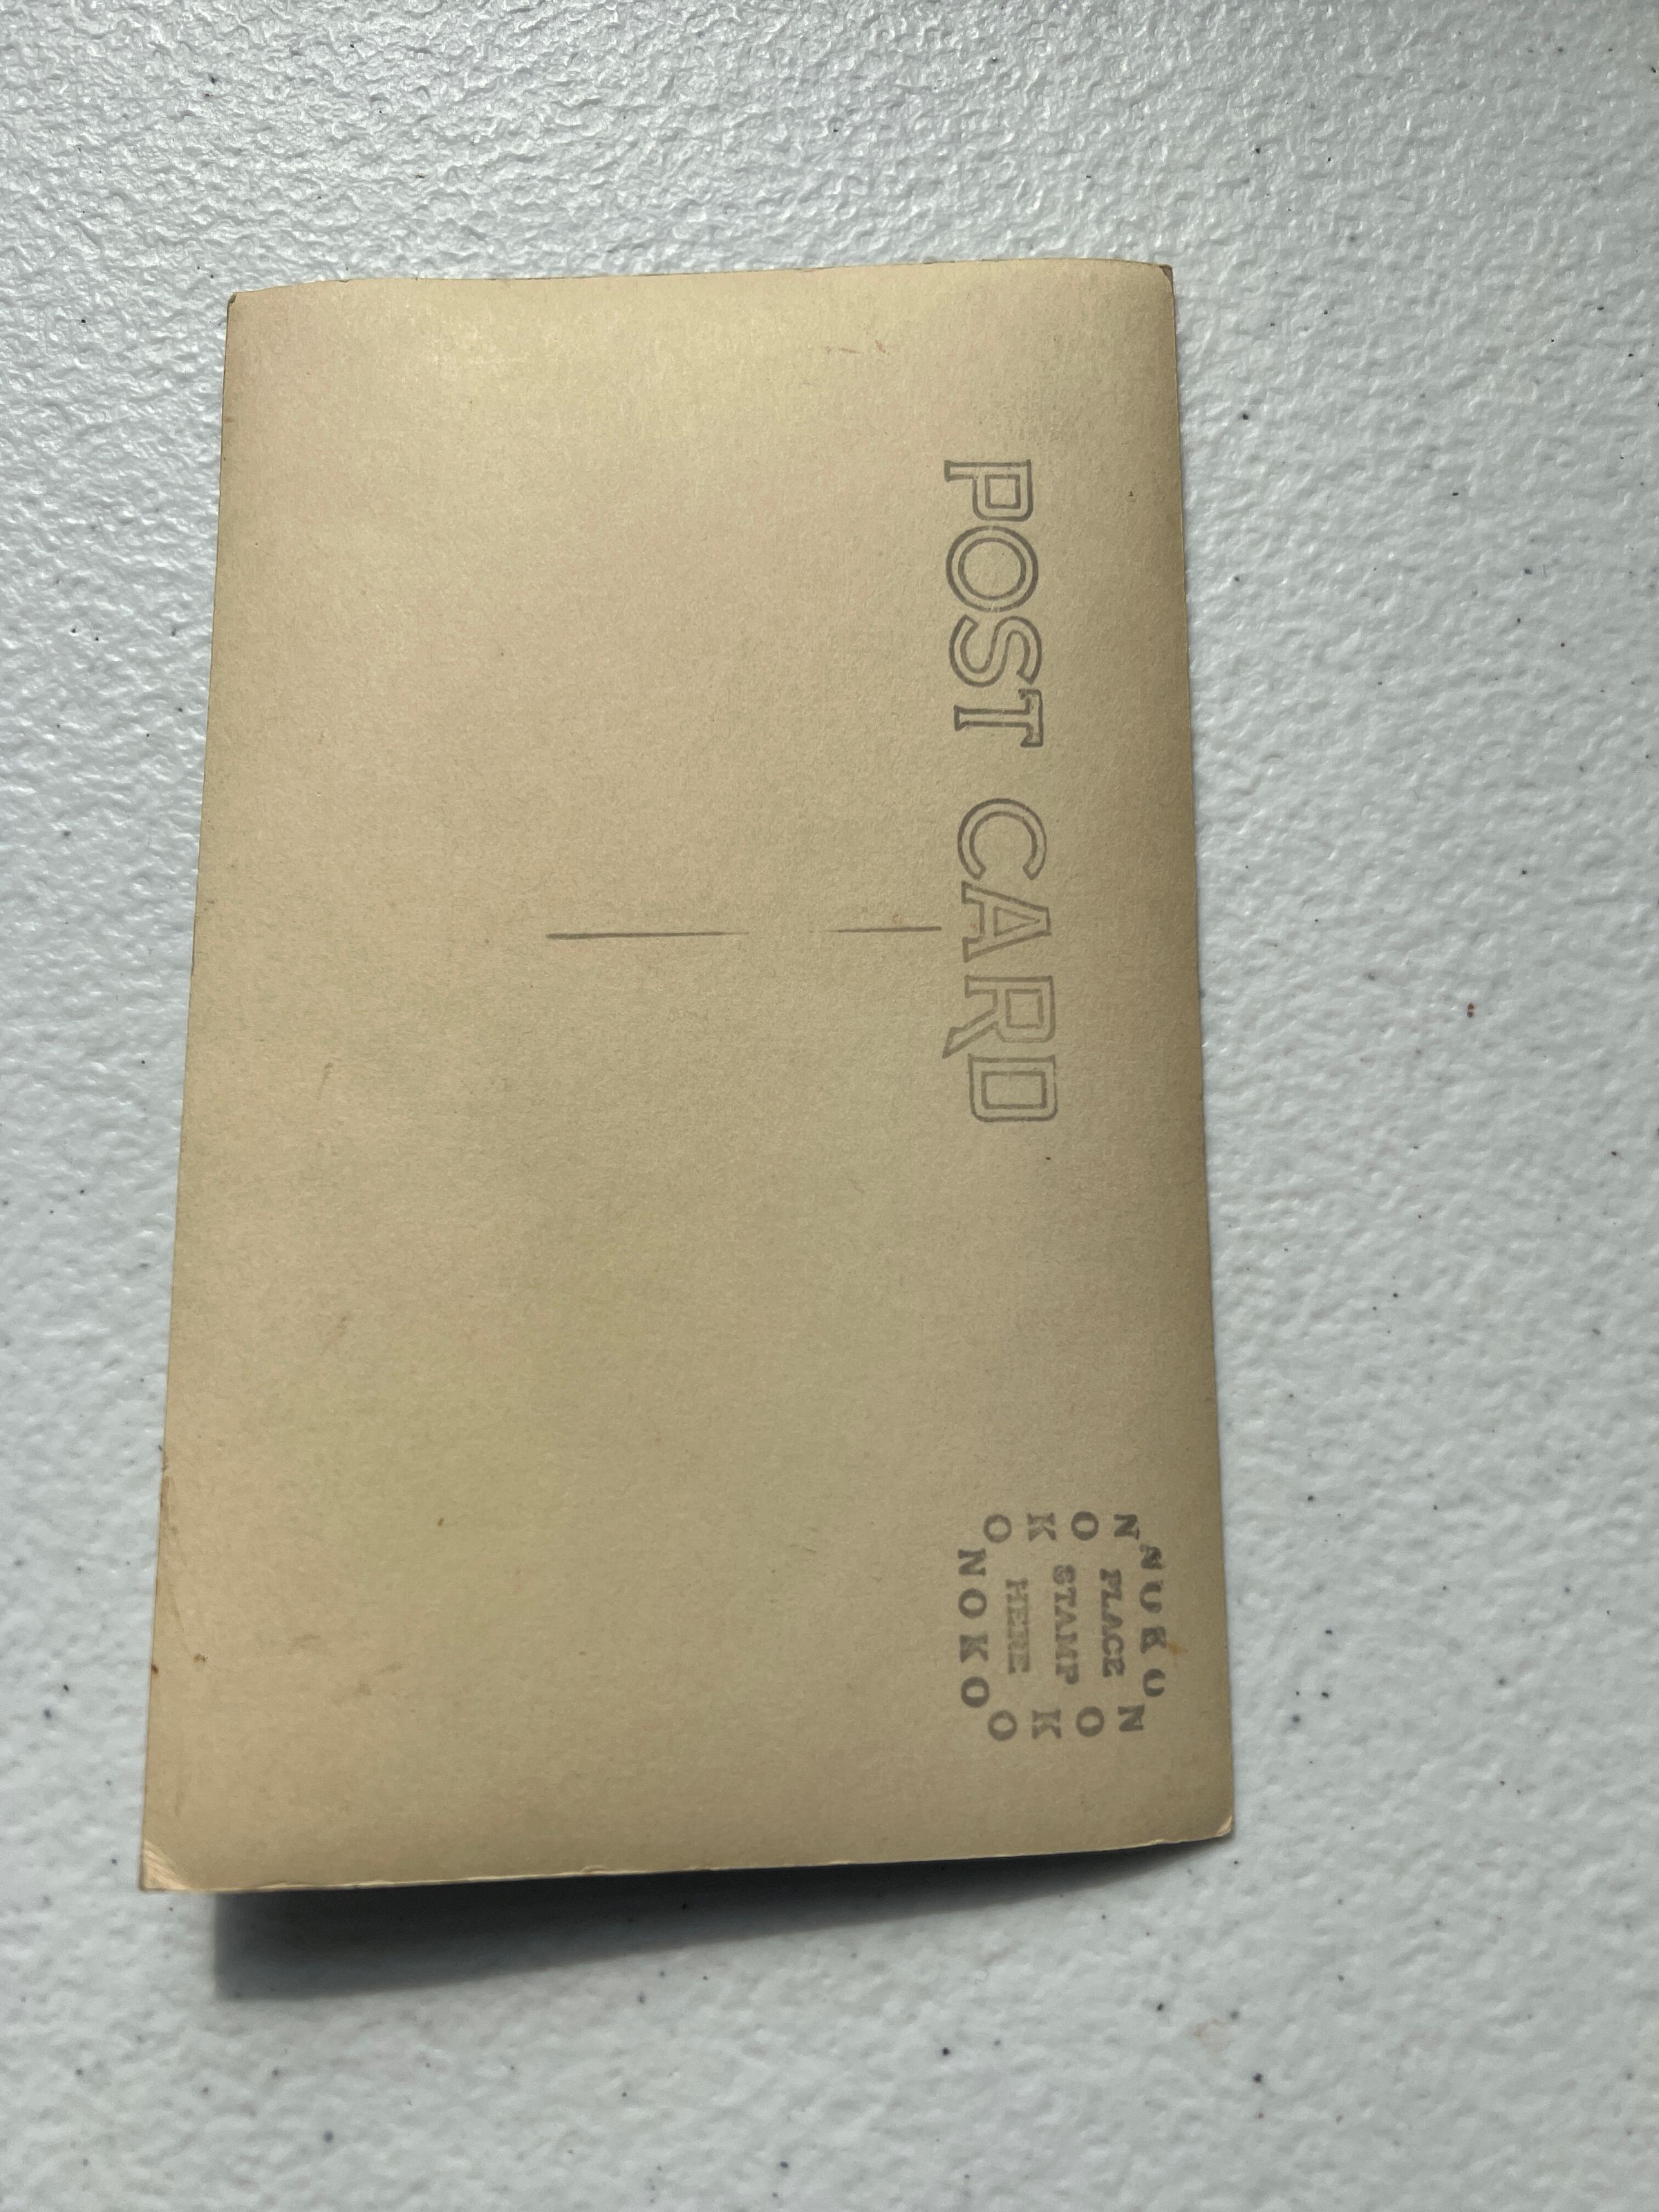 POST CARD
NOKO
N PLACE N
O STAMP O
K HERE K
O O
NOKO